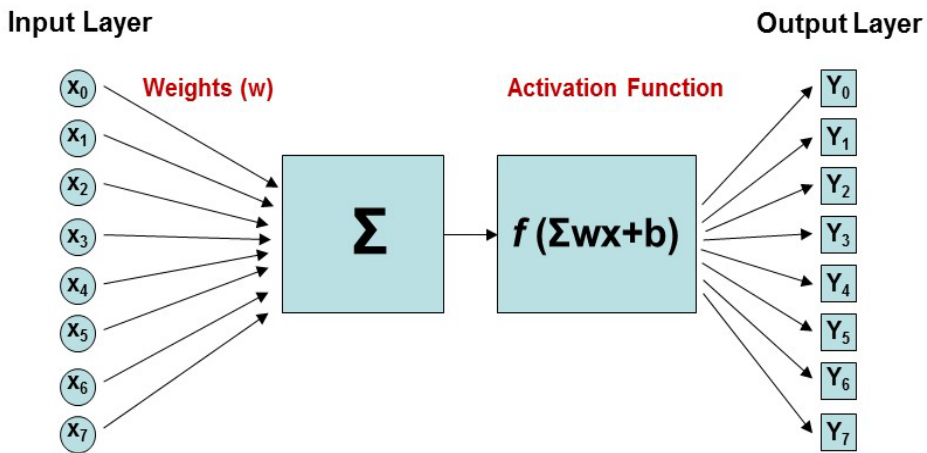 Input Layer
Output Layer
Weights (w)
Activation Function
x₀
x₁
x₂
x₃
x₄
x₅
x₆
x₇
Σ
f (Σwx+b)
Y₀
Y₁
Y₂
Y₃
Y₄
Y₅
Y₆
Y₇